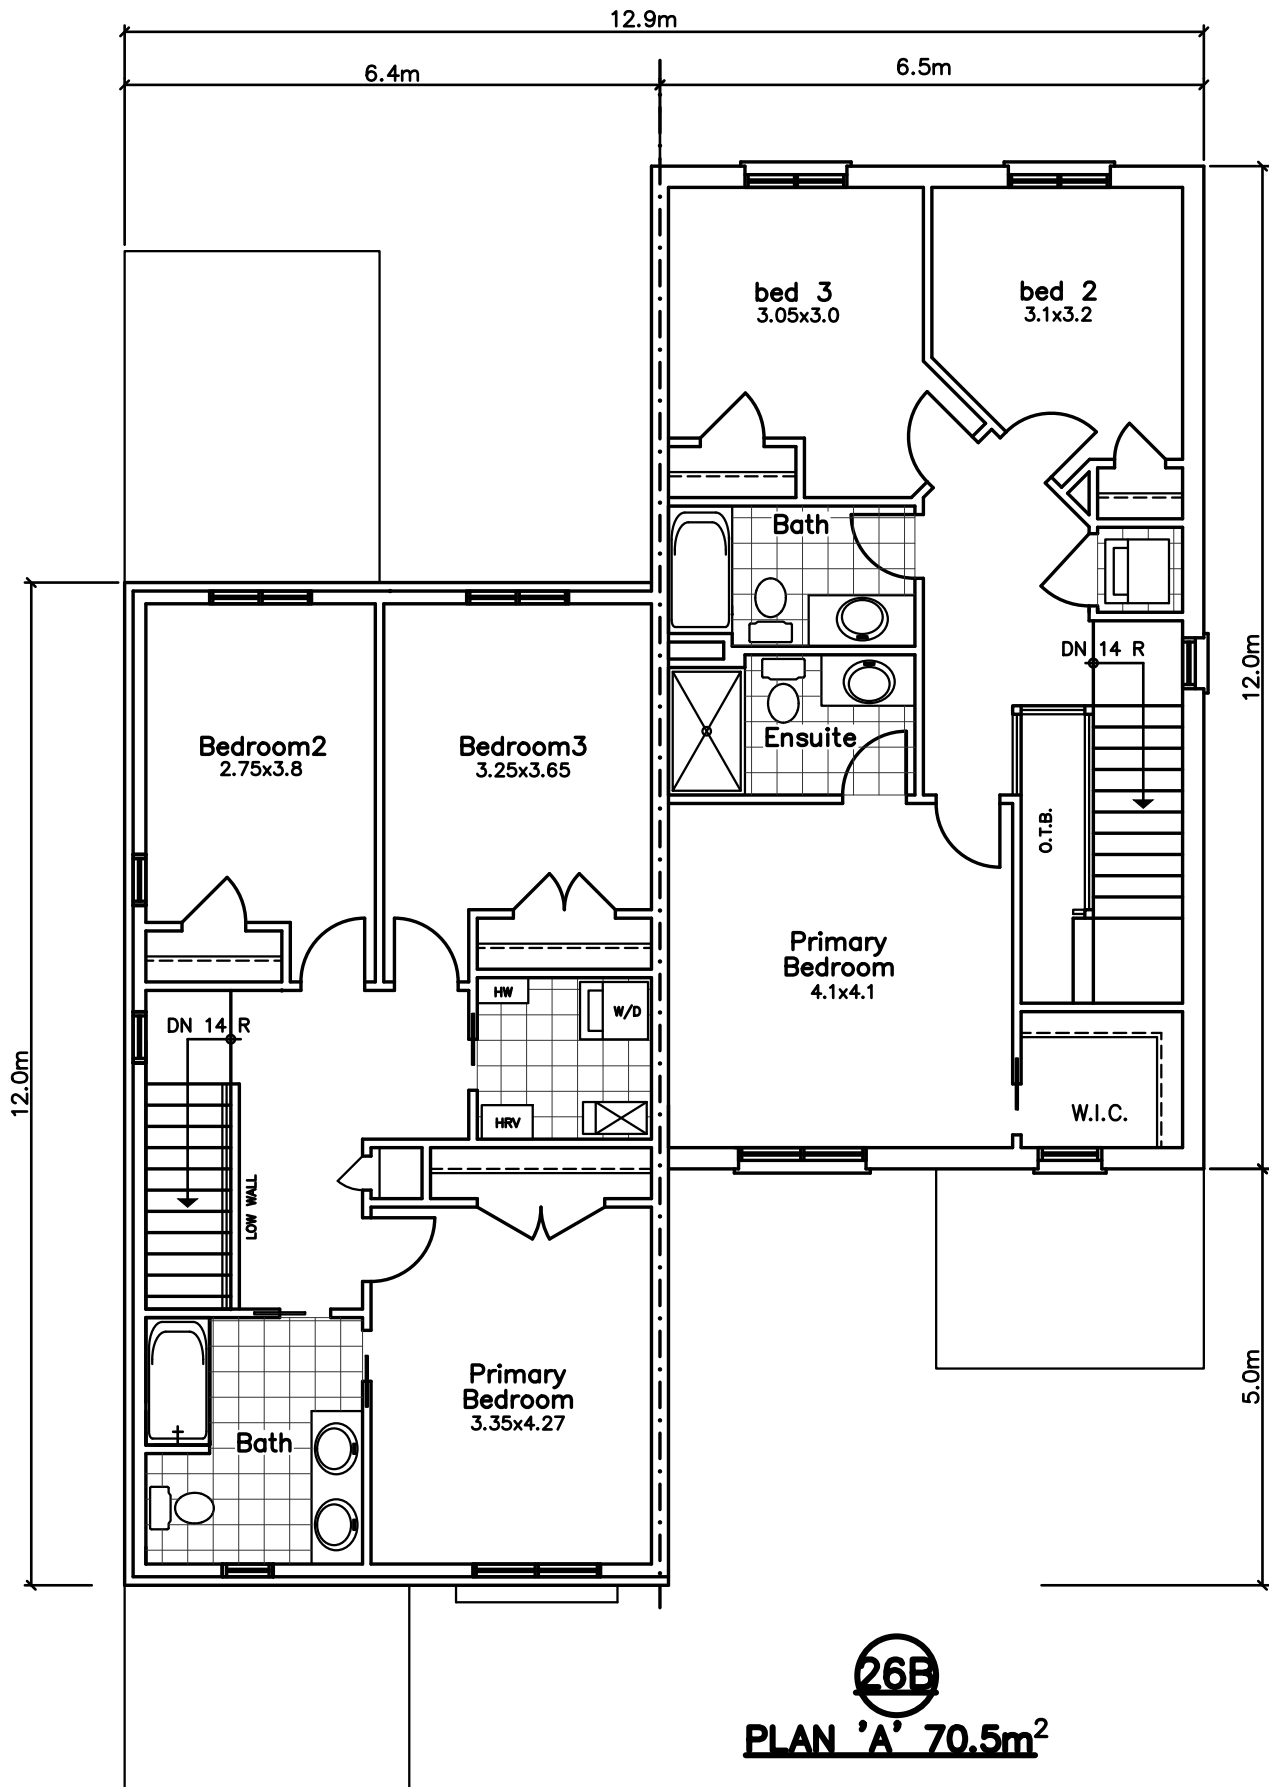 12.9m
6.4m
6.5m
bed 3
3.05x3.0
bed 2
3.1x3.2
Bath
DN 14 R
12.0m
Ensuite
Bedroom2
2.75x3.8
Bedroom3
3.25x3.65
O.T.B.
Primary
Bedroom
4.1x4.1
HW
W/D
DN 14 R
12.0m
HRV
W.I.C.
LOW WALL
Primary
Bedroom
3.35x4.27
5.0m
Bath
26B
PLAN 'A' 70.5m²